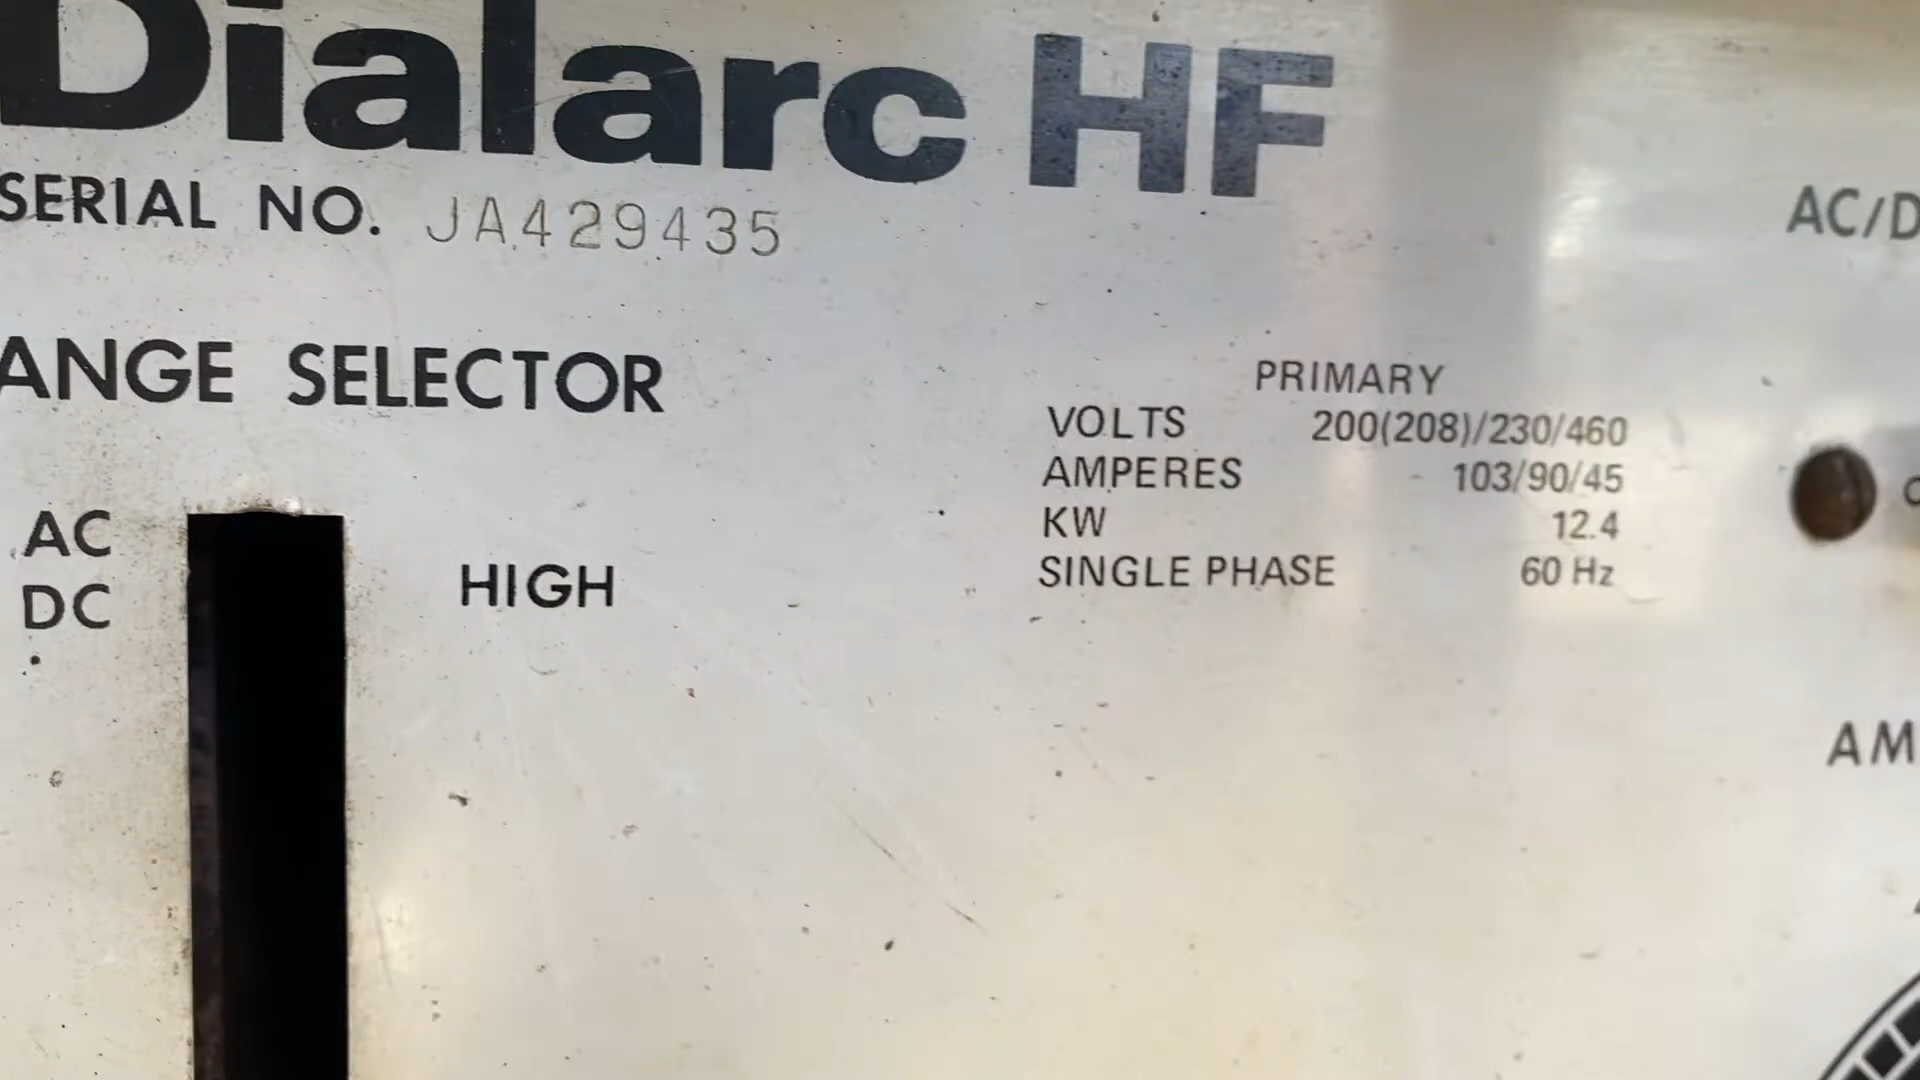 Dialarc HF
SERIAL NO. JA429435
AC/D
ANGE SELECTOR
PRIMARY
VOLTS 200(208)/230/460
AMPERES 103/90/45
KW 12.4
SINGLE PHASE 60 Hz
AC
DC
HIGH
AM